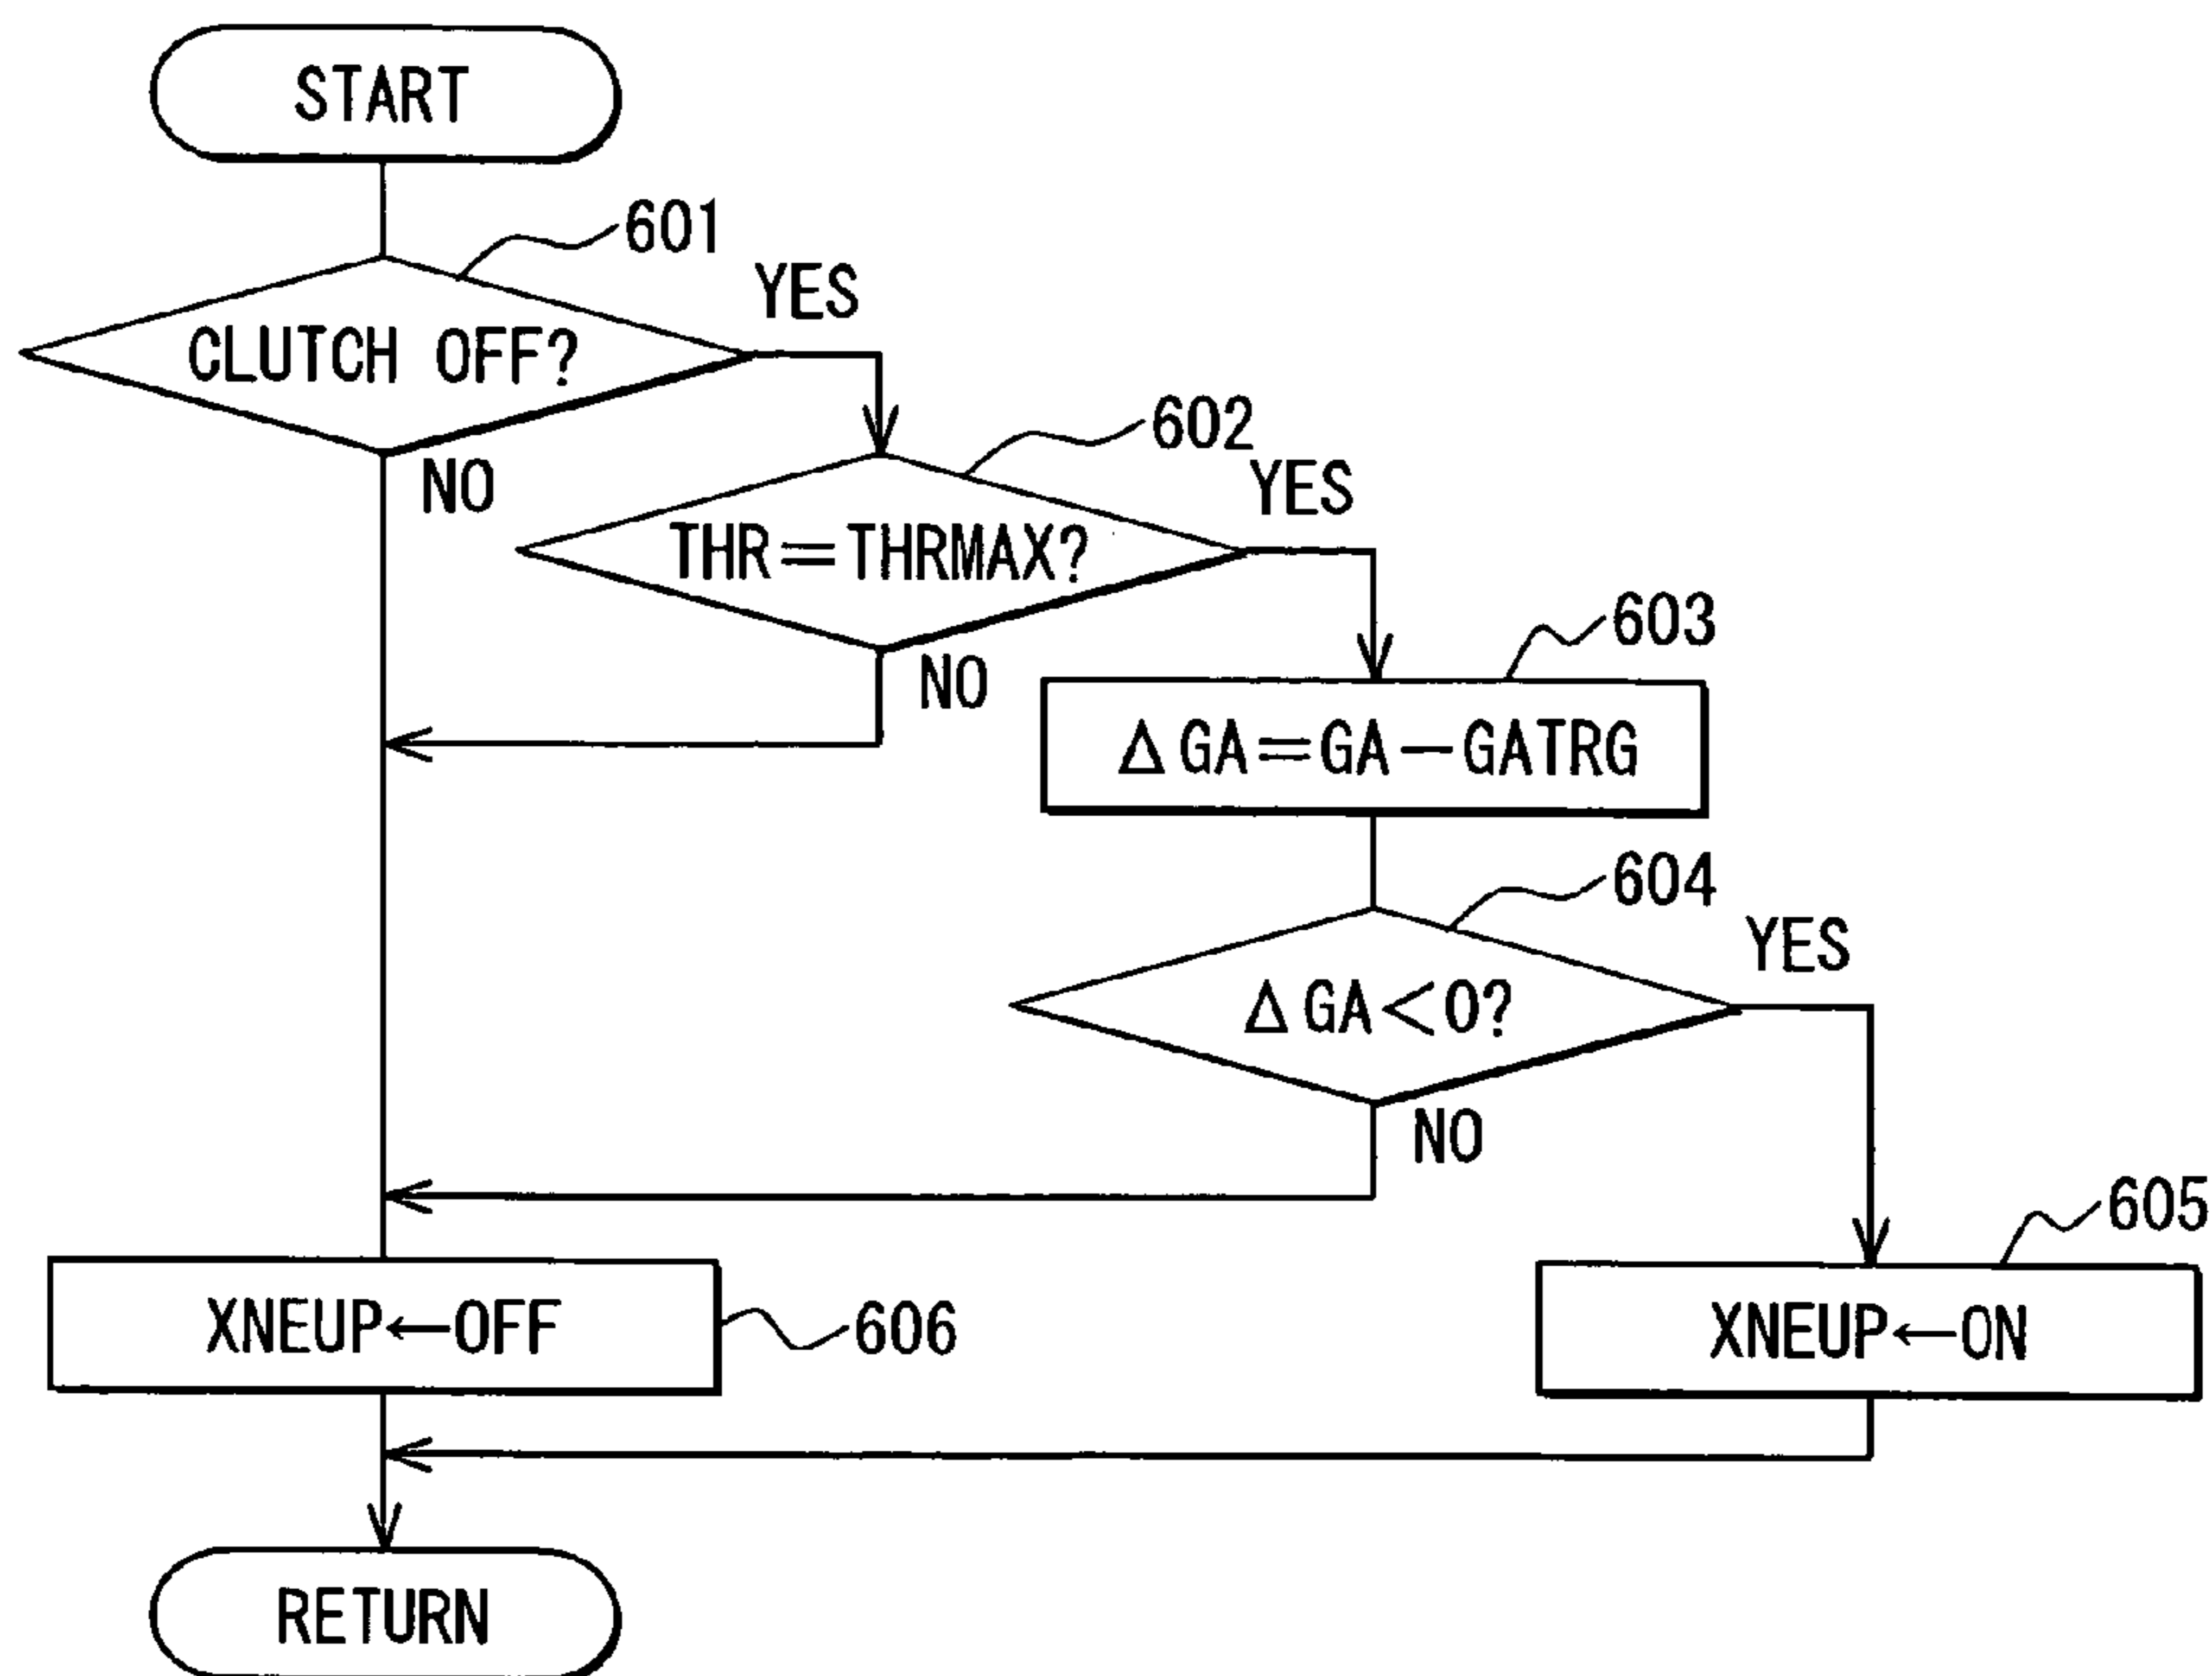 START
601
YES
CLUTCH OFF?
NO
602
YES
THR=THRMAX?
NO
603
ΔGA=GA−GATRG
604
YES
ΔGA<0?
NO
605
XNEUP←OFF
606
XNEUP←ON
RETURN